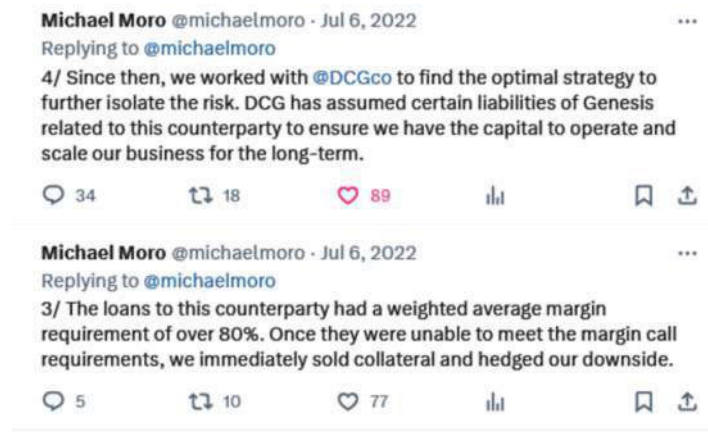 Michael Moro @michaelmoro · Jul 6, 2022
Replying to @michaelmoro
4/ Since then, we worked with @DCGco to find the optimal strategy to
further isolate the risk. DCG has assumed certain liabilities of Genesis
related to this counterparty to ensure we have the capital to operate and
scale our business for the long-term.
34 18 89
Michael Moro @michaelmoro · Jul 6, 2022
Replying to @michaelmoro
3/ The loans to this counterparty had a weighted average margin
requirement of over 80%. Once they were unable to meet the margin call
requirements, we immediately sold collateral and hedged our downside.
5 10 77